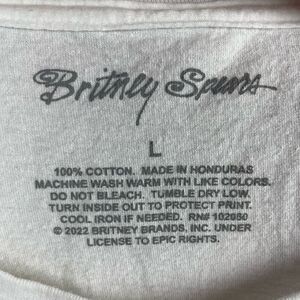 Britney Spears
L
100% COTTON. MADE IN HONDURAS
MACHINE WASH WARM WITH LIKE COLORS.
DO NOT BLEACH. TUMBLE DRY LOW.
TURN INSIDE OUT TO PROTECT PRINT.
COOL IRON IF NEEDED. RN# 102080
© 2022 BRITNEY BRANDS, INC. UNDER
LICENSE TO EPIC RIGHTS.